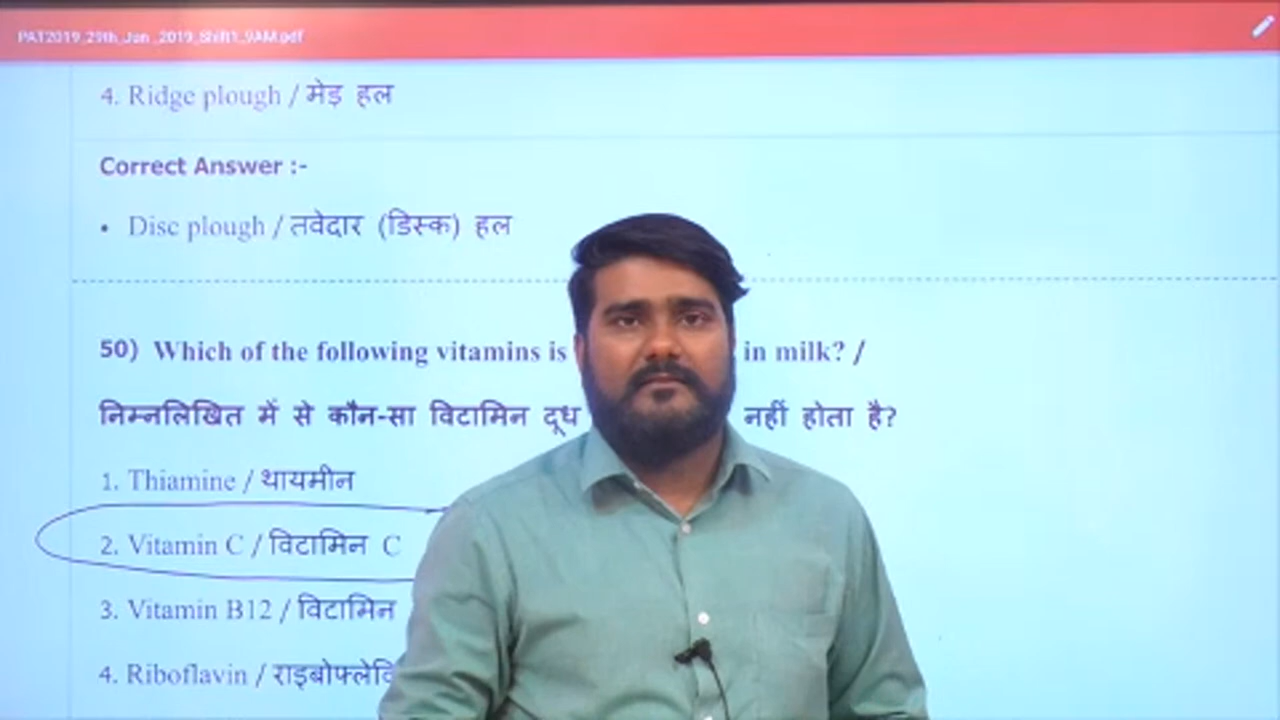 PAT2019_29th_Jun_2019_Shift1_9AM.pdf
4. Ridge plough / मेड़ हल
Correct Answer :-
• Disc plough / तवेदार (डिस्क) हल
50) Which of the following vitamins is in milk? /
निम्नलिखित में से कौन-सा विटामिन दूध नहीं होता है?
1. Thiamine / थायमीन
2. Vitamin C / विटामिन C
3. Vitamin B12 / विटामिन
4. Riboflavin /